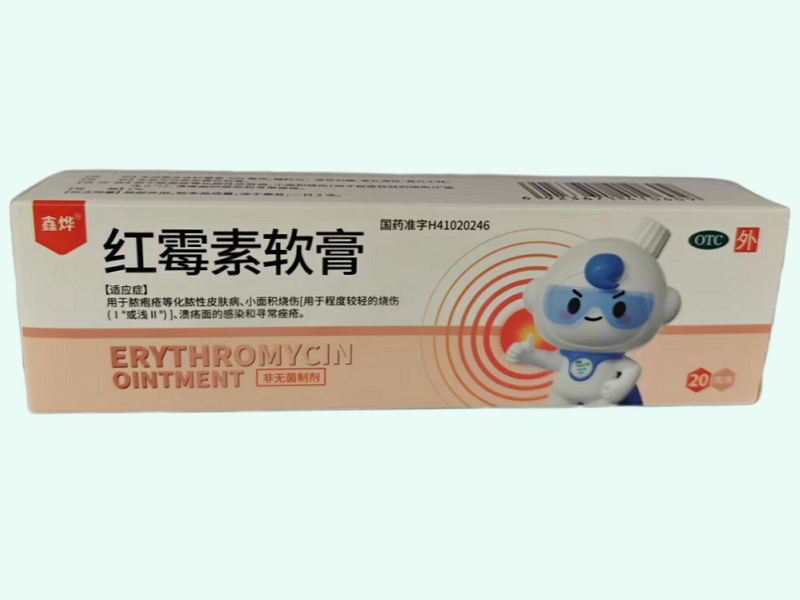 鑫烨®
国药准字H41020246
OTC
外
红霉素软膏
【适应症】
用于脓疱疮等化脓性皮肤病、小面积烧伤[用于程度较轻的烧伤
(Ⅰ°或浅Ⅱ°)]、溃疡面的感染和寻常痤疮。
ERYTHROMYCIN
OINTMENT
非无菌制剂
20